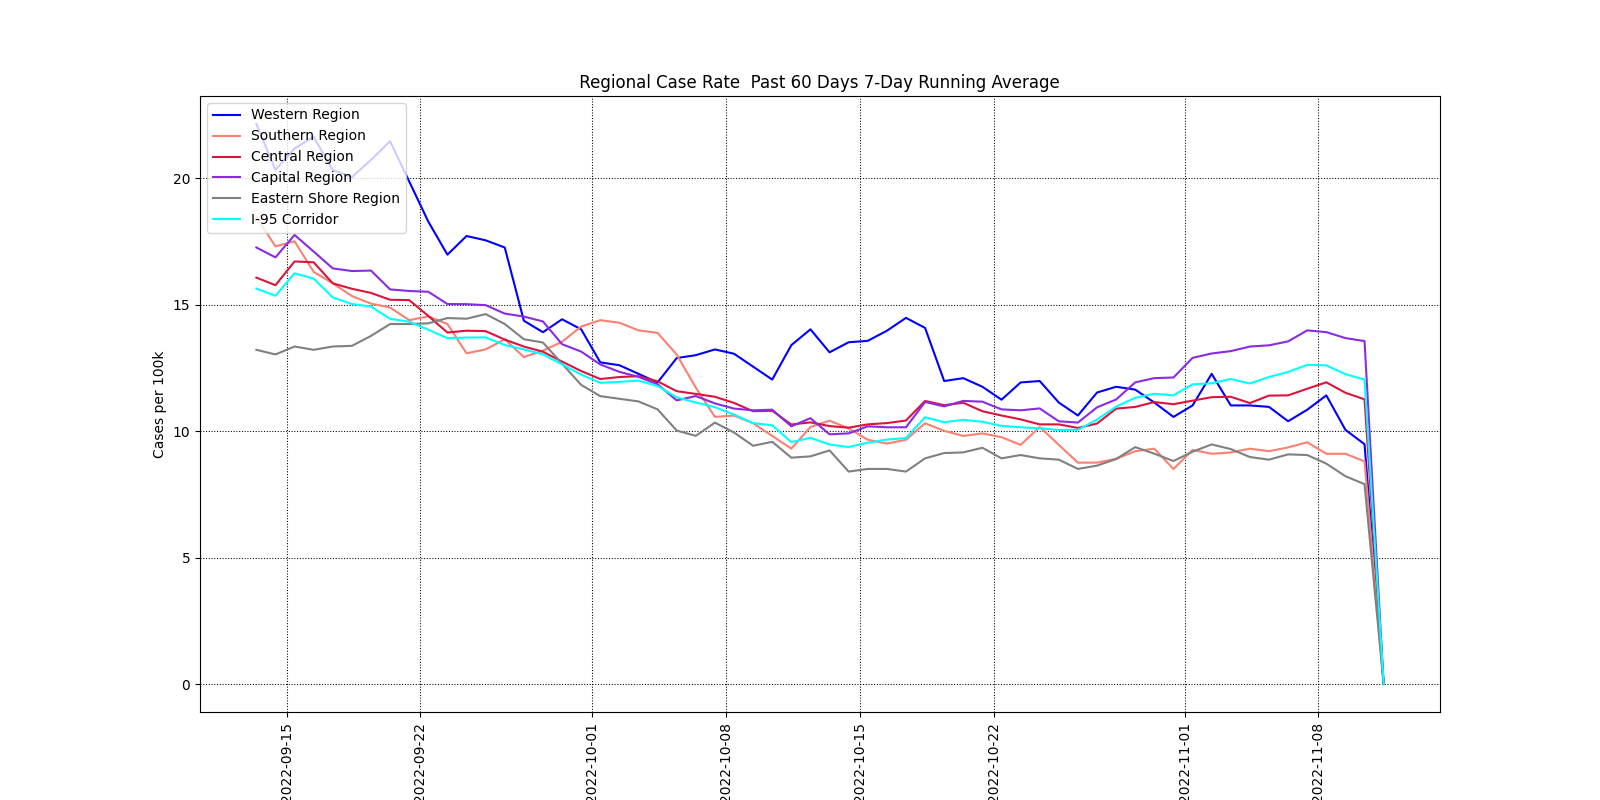 Regional Case Rate  Past 60 Days 7-Day Running Average
Western Region
Southern Region
Central Region
Capital Region
Eastern Shore Region
I-95 Corridor
Cases per 100k
20
15
10
5
0
2022-09-15
2022-09-22
2022-10-01
2022-10-08
2022-10-15
2022-10-22
2022-11-01
2022-11-08